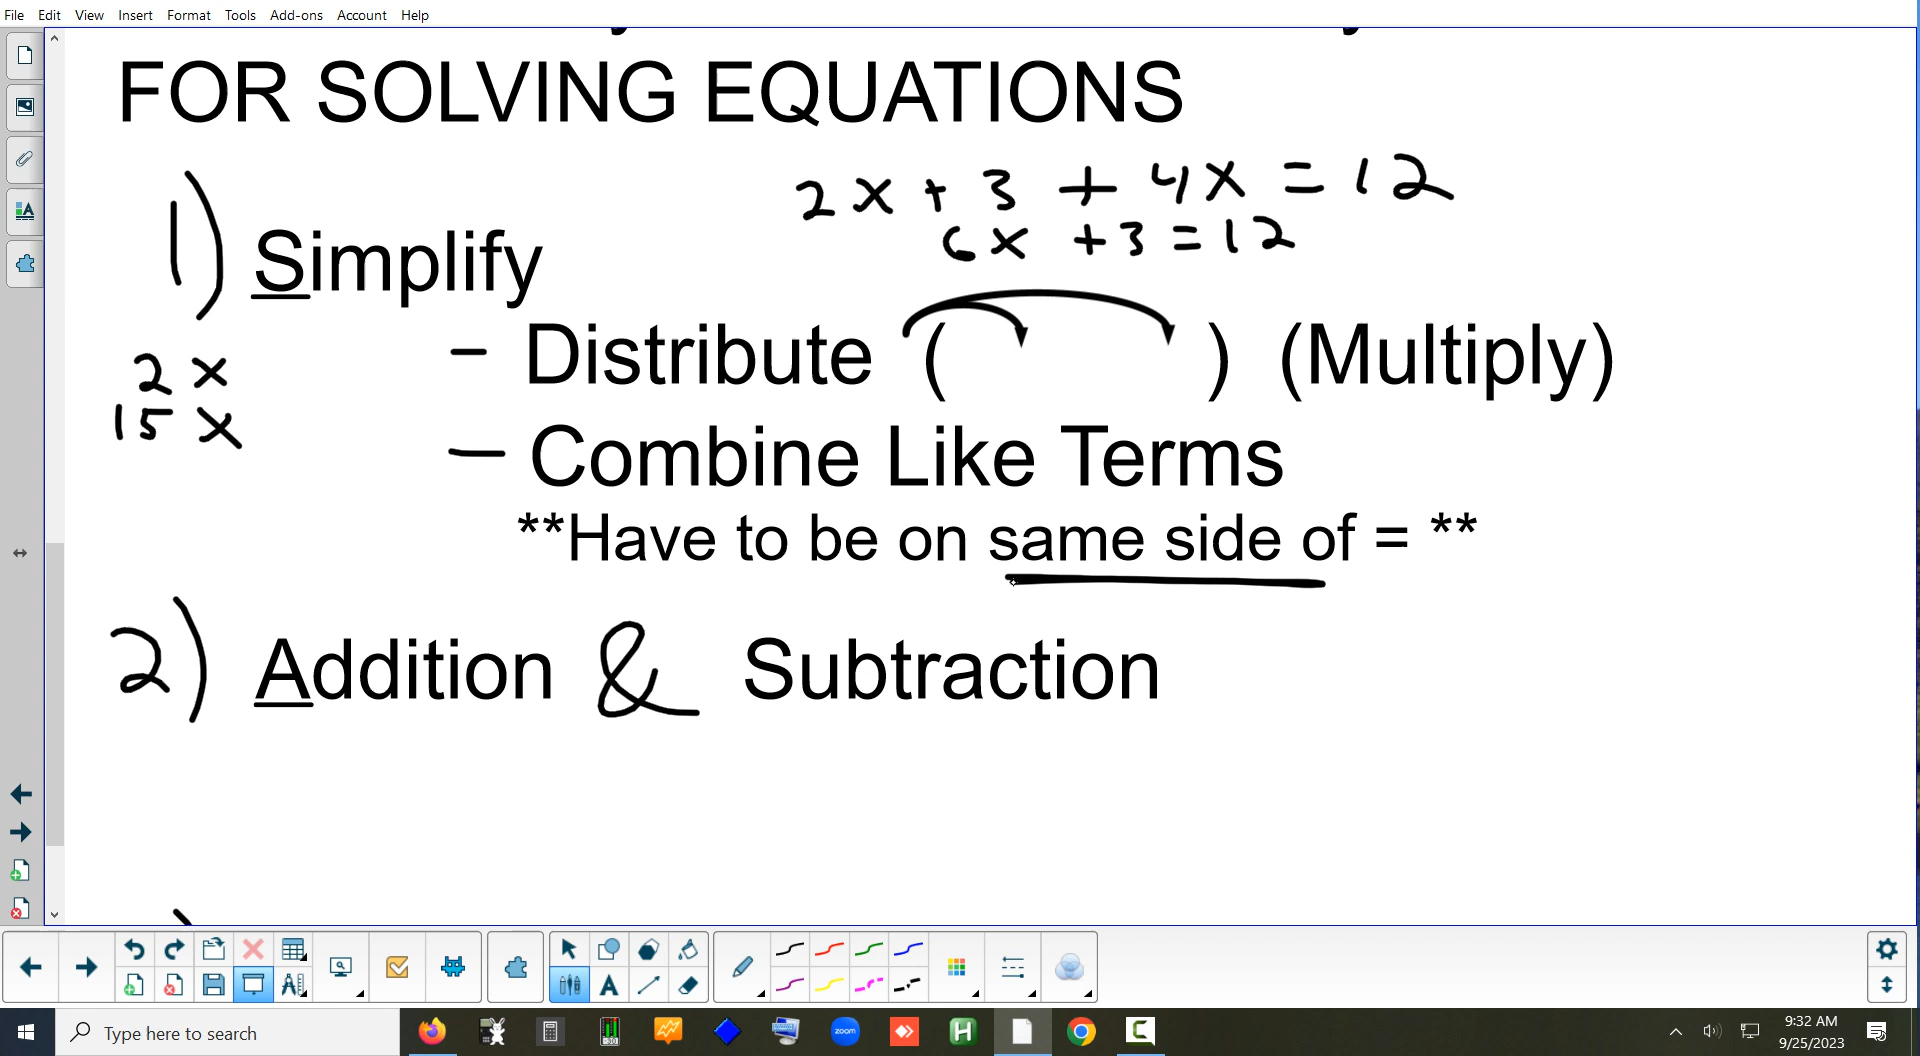 File Edit View Insert Format Tools Add-ons Account Help
FOR SOLVING EQUATIONS
2x + 3 + 4x = 12
6x + 3 = 12
1) Simplify
- Distribute ( ) (Multiply)
2x
15x
- Combine Like Terms
**Have to be on same side of = **
2) Addition & Subtraction
Type here to search
zoom
9:32 AM
9/25/2023